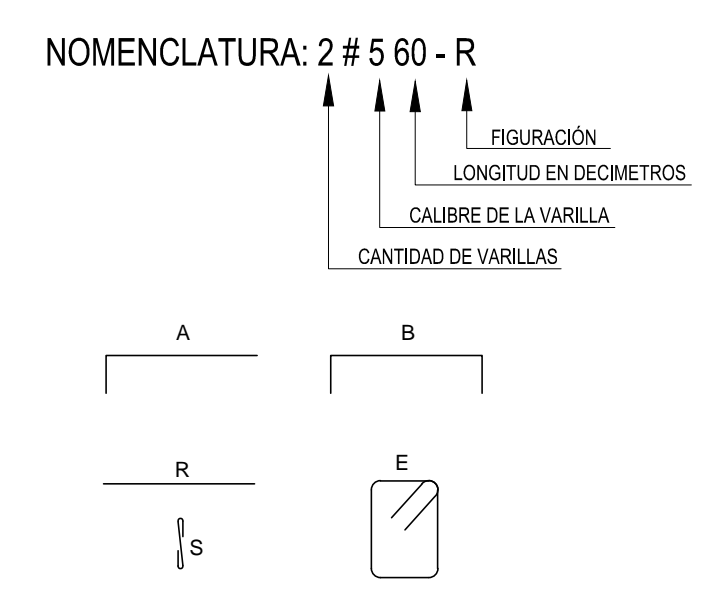 NOMENCLATURA: 2 # 5 60 - R
FIGURACIÓN
LONGITUD EN DECIMETROS
CALIBRE DE LA VARILLA
CANTIDAD DE VARILLAS
A
B
R
E
S